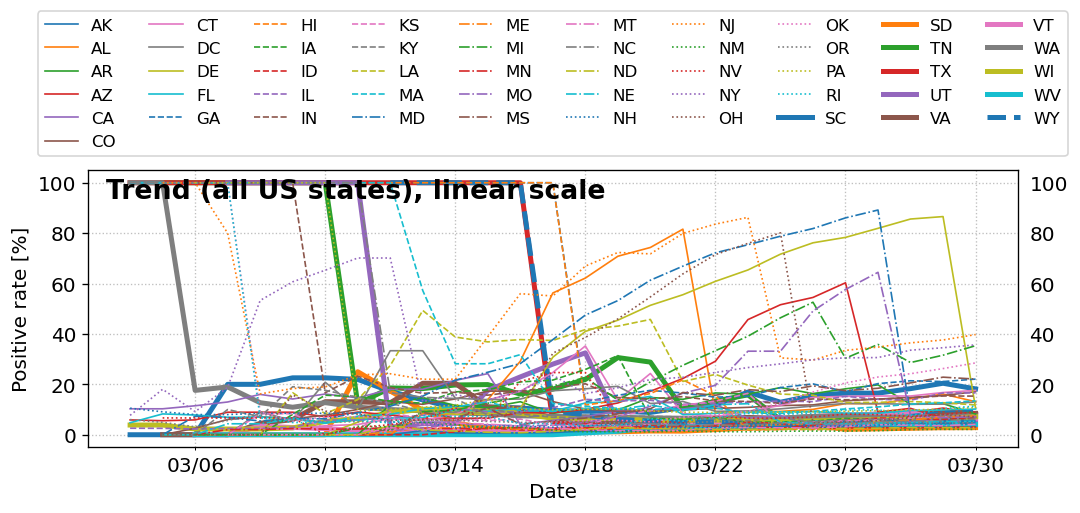 AK CT HI KS ME MT NJ OK SD VT
AL DC IA KY MI NC NM OR TN WA
AR DE ID LA MN ND NV PA TX WI
AZ FL IL MA MO NE NY RI UT WV
CA GA IN MD MS NH OH SC VA WY
CO
Trend (all US states), linear scale
100 100
80 80
60 60
40 40
20 20
0 0
Positive rate [%]
03/06 03/10 03/14 03/18 03/22 03/26 03/30
Date